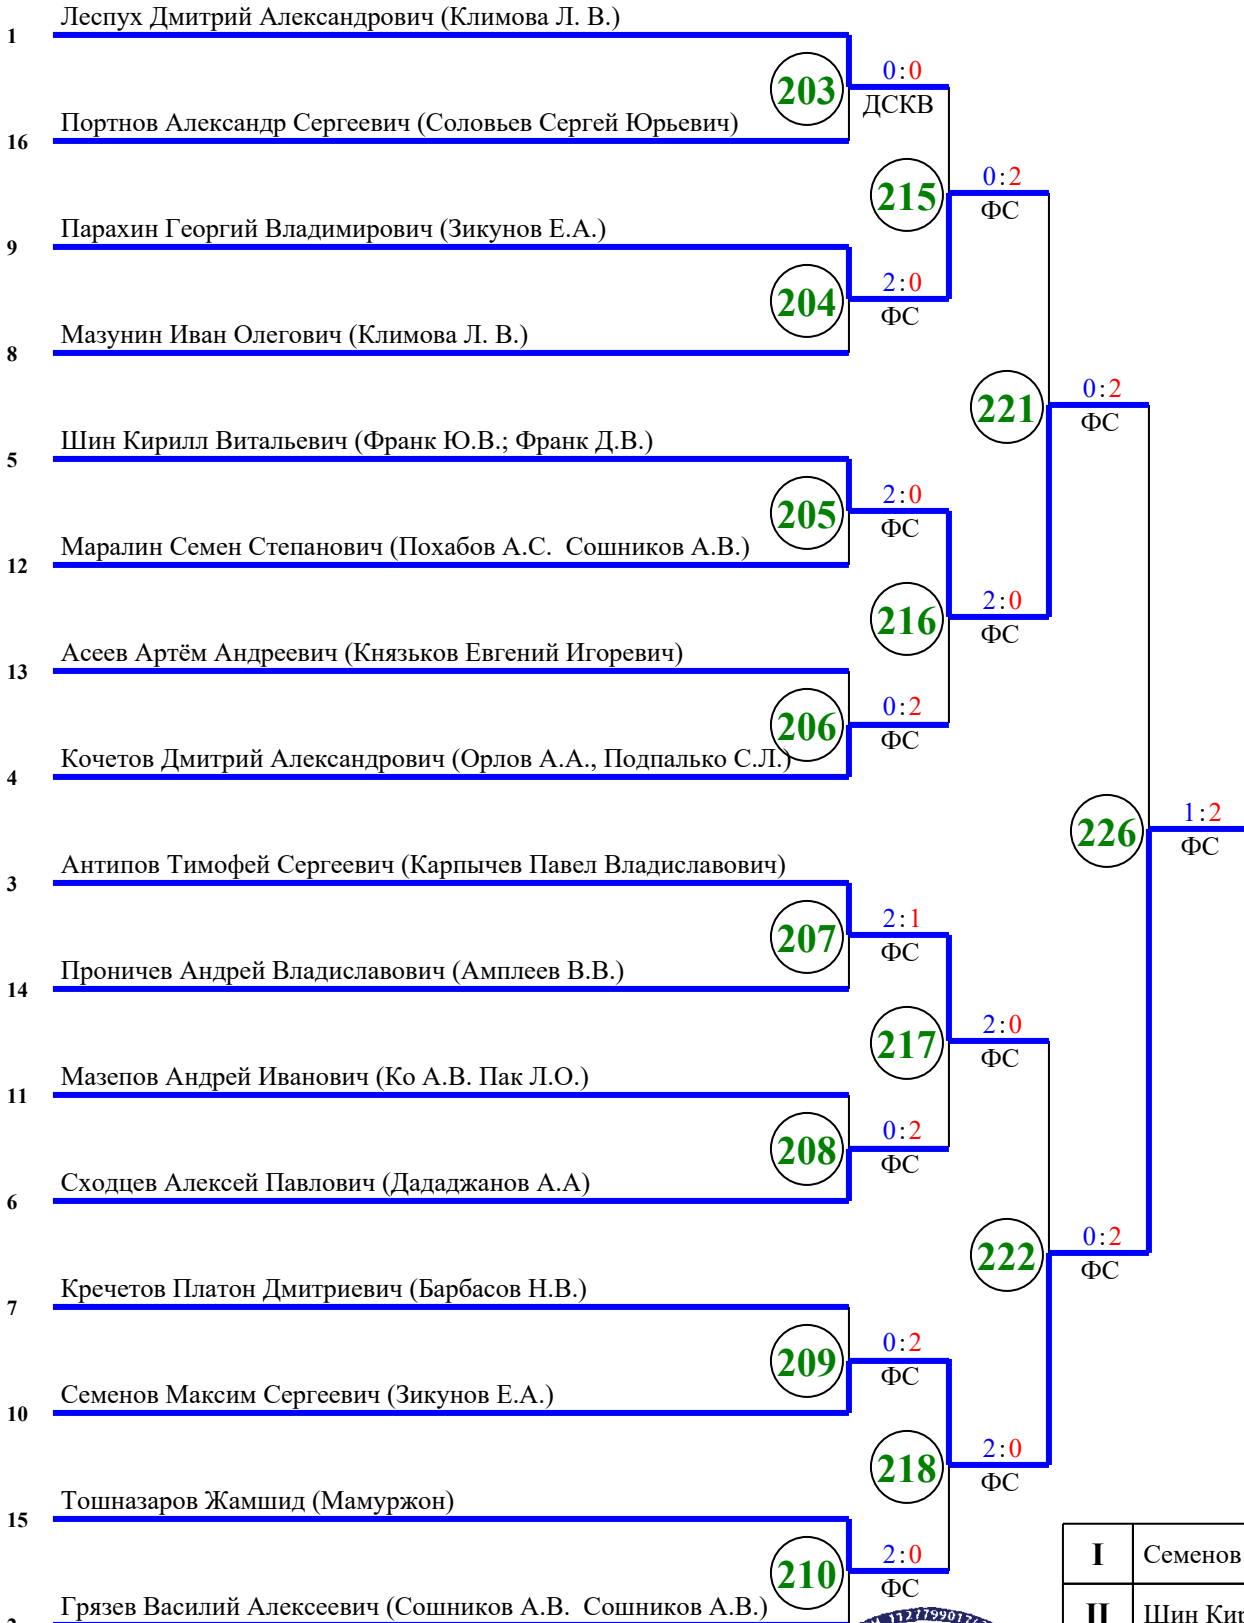 Леспух Дмитрий Александрович (Климова Л. В.)
1
203
0:0
ДСКВ
Портнов Александр Сергеевич (Соловьев Сергей Юрьевич)
16
215
0:2
ФС
Парахин Георгий Владимирович (Зикунов Е.А.)
9
204
2:0
ФС
Мазунин Иван Олегович (Климова Л. В.)
8
221
0:2
ФС
Шин Кирилл Витальевич (Франк Ю.В.; Франк Д.В.)
5
205
2:0
ФС
Маралин Семен Степанович (Похабов А.С.  Сошников А.В.)
12
216
2:0
ФС
Асеев Артём Андреевич (Князьков Евгений Игоревич)
13
206
0:2
ФС
Кочетов Дмитрий Александрович (Орлов А.А., Подпалько С.Л.)
4
226
1:2
ФС
Антипов Тимофей Сергеевич (Карпычев Павел Владиславович)
3
207
2:1
ФС
Проничев Андрей Владиславович (Амплеев В.В.)
14
217
2:0
ФС
Мазепов Андрей Иванович (Ко А.В. Пак Л.О.)
11
208
0:2
ФС
Сходцев Алексей Павлович (Дададжанов А.А)
6
222
0:2
ФС
Кречетов Платон Дмитриевич (Барбасов Н.В.)
7
209
0:2
ФС
Семенов Максим Сергеевич (Зикунов Е.А.)
10
218
2:0
ФС
Тошназаров Жамшид (Мамуржон)
15
210
2:0
ФС
I Семенов
Грязев Василий Алексеевич (Сошников А.В.  Сошников А.В.)
II Шин Кир